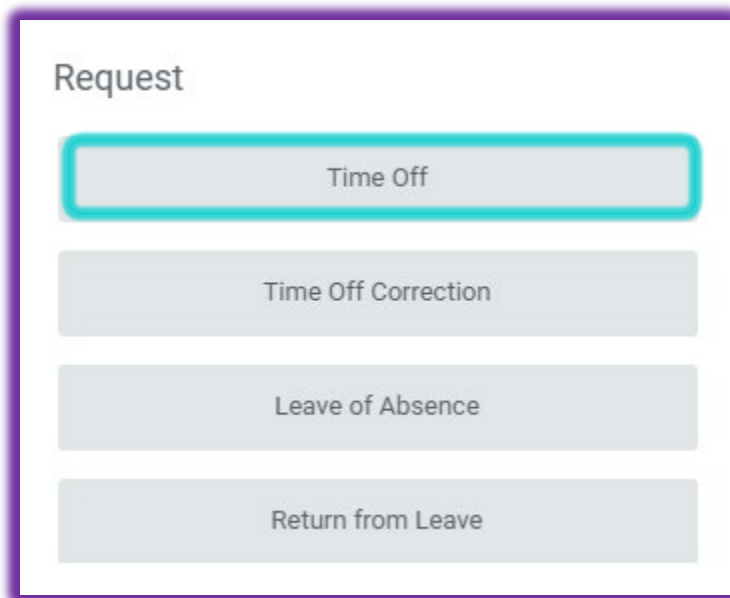 Request
Time Off
Time Off Correction
Leave of Absence
Return from Leave